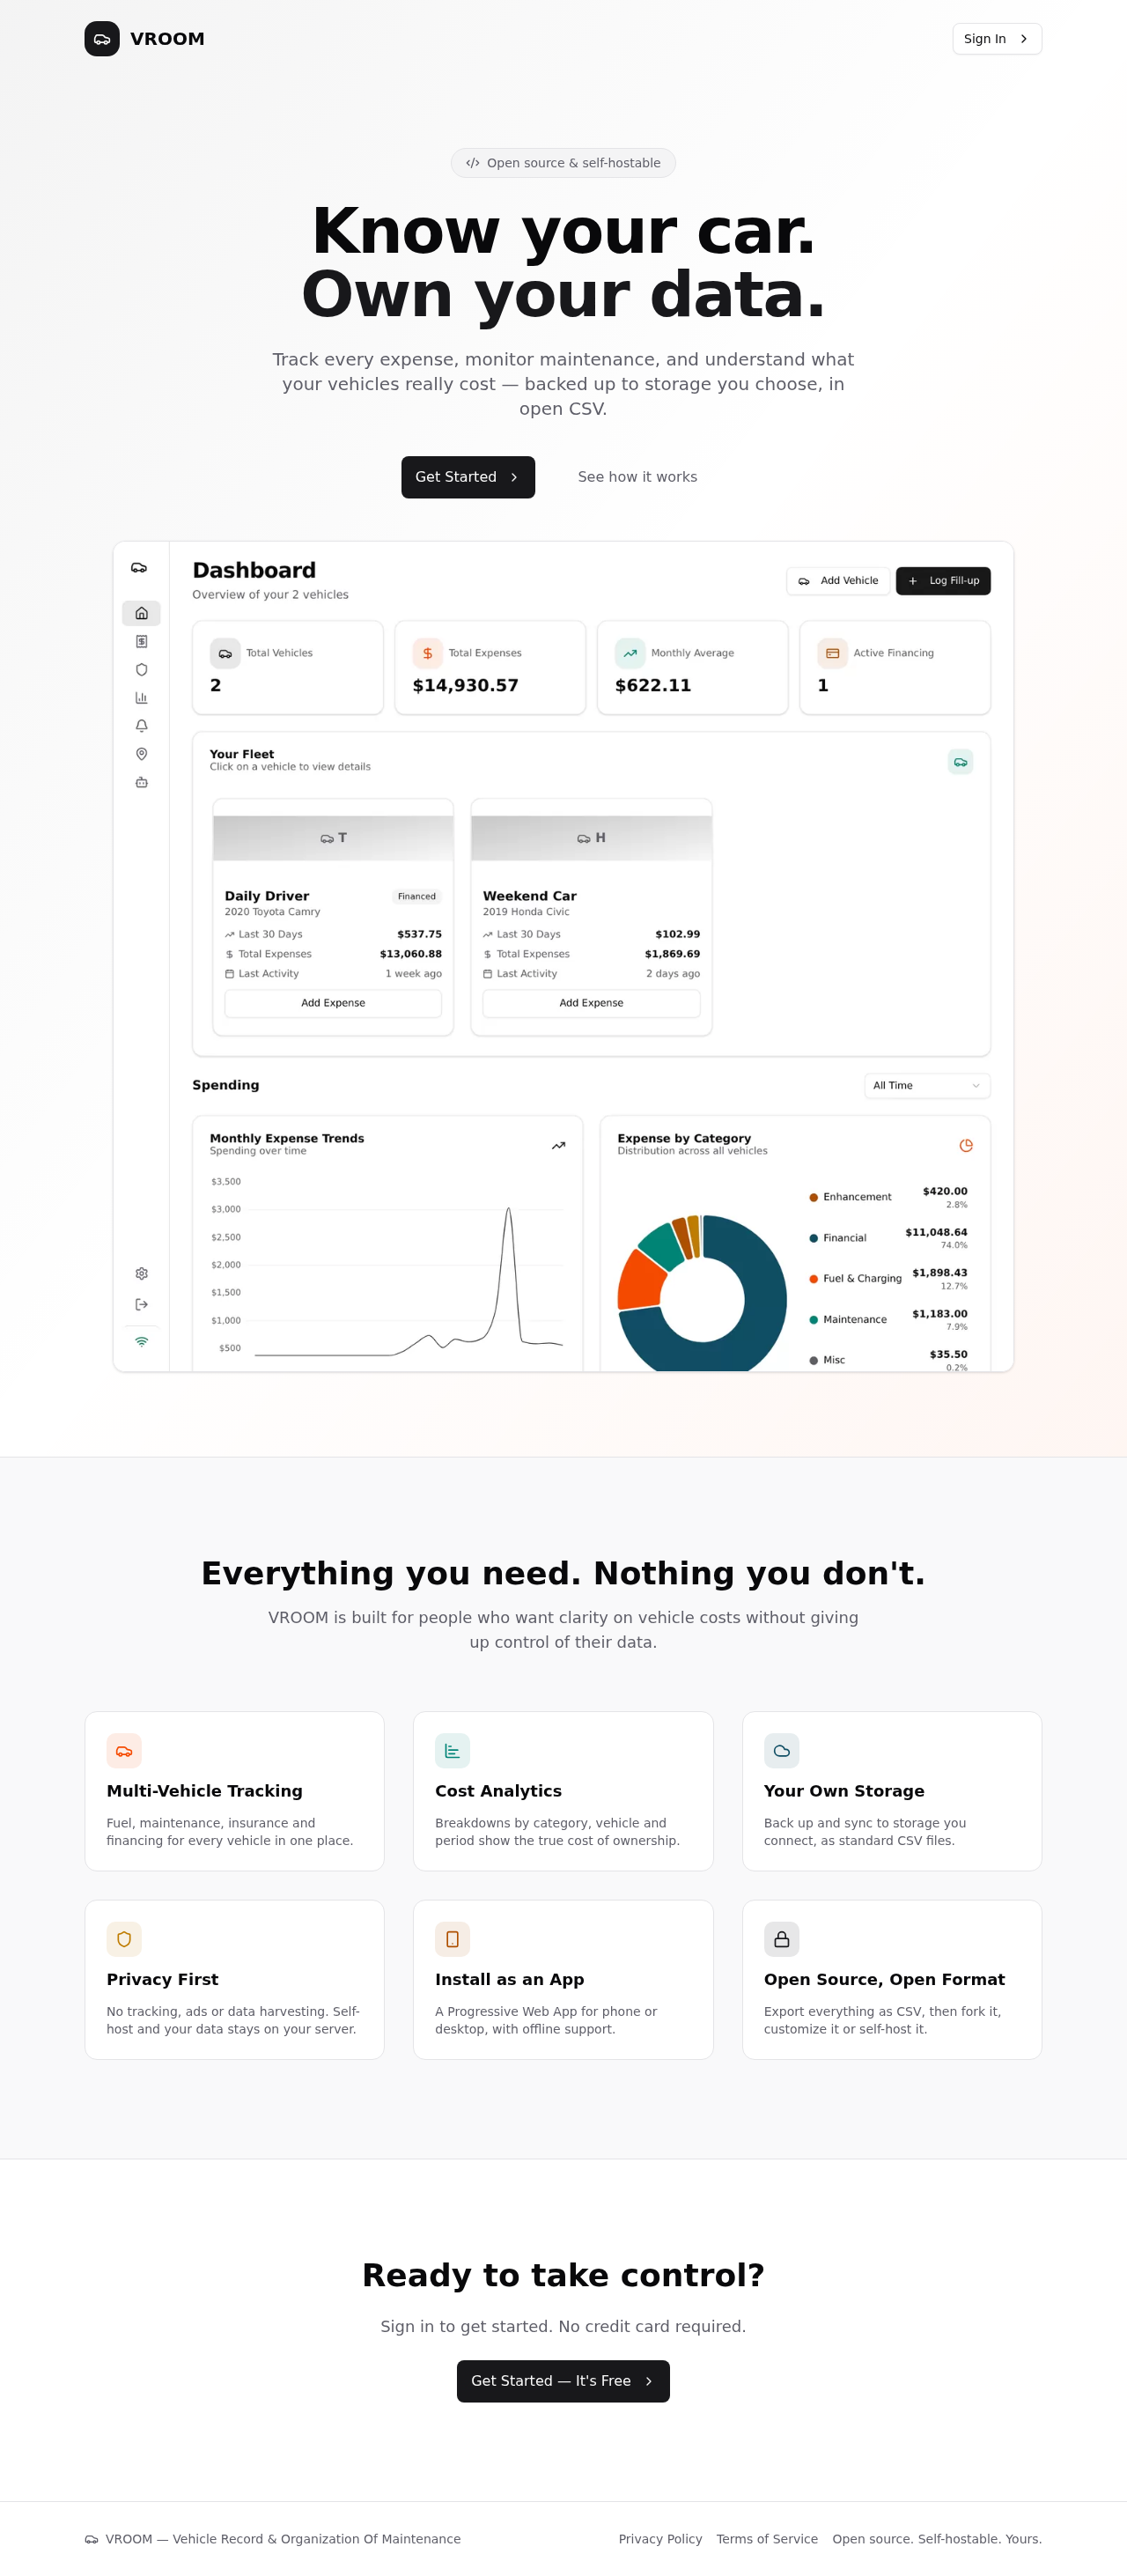 VROOM
Sign In
Open source & self-hostable
Know your car.
Own your data.
Track every expense, monitor maintenance, and understand what
your vehicles really cost — backed up to storage you choose, in
open CSV.
Get Started
See how it works
Dashboard
Overview of your 2 vehicles
Add Vehicle
Log Fill-up
Total Vehicles
2
Total Expenses
$14,930.57
Monthly Average
$622.11
Active Financing
1
Your Fleet
Click on a vehicle to view details
T
Daily Driver
Financed
2020 Toyota Camry
Last 30 Days $537.75
Total Expenses $13,060.88
Last Activity 1 week ago
Add Expense
H
Weekend Car
2019 Honda Civic
Last 30 Days $102.99
Total Expenses $1,869.69
Last Activity 2 days ago
Add Expense
Spending
All Time
Monthly Expense Trends
Spending over time
$3,500
$3,000
$2,500
$2,000
$1,500
$1,000
$500
Expense by Category
Distribution across all vehicles
Enhancement $420.00
2.8%
Financial $11,048.64
74.0%
Fuel & Charging $1,898.43
12.7%
Maintenance $1,183.00
7.9%
Misc $35.50
0.2%
Everything you need. Nothing you don't.
VROOM is built for people who want clarity on vehicle costs without giving
up control of their data.
Multi-Vehicle Tracking
Fuel, maintenance, insurance and
financing for every vehicle in one place.
Cost Analytics
Breakdowns by category, vehicle and
period show the true cost of ownership.
Your Own Storage
Back up and sync to storage you
connect, as standard CSV files.
Privacy First
No tracking, ads or data harvesting. Self-
host and your data stays on your server.
Install as an App
A Progressive Web App for phone or
desktop, with offline support.
Open Source, Open Format
Export everything as CSV, then fork it,
customize it or self-host it.
Ready to take control?
Sign in to get started. No credit card required.
Get Started — It's Free
VROOM — Vehicle Record & Organization Of Maintenance
Privacy Policy
Terms of Service
Open source. Self-hostable. Yours.